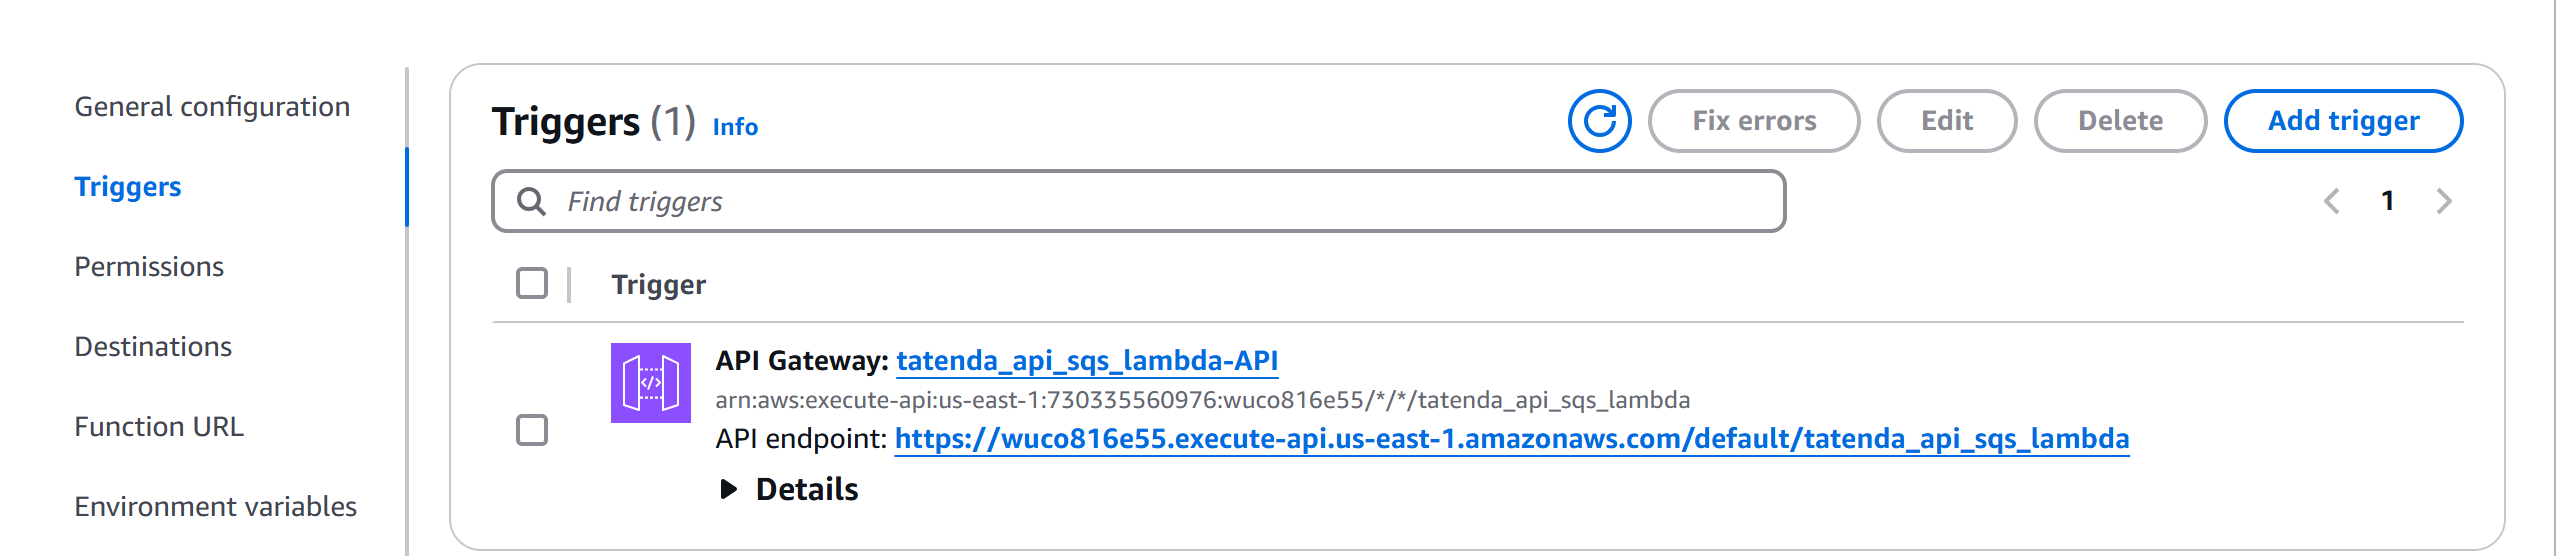 General configuration
Triggers
Permissions
Destinations
Function URL
Environment variables
Triggers (1) Info
Fix errors
Edit
Delete
Add trigger
Find triggers
1
Trigger
API Gateway: tatenda_api_sqs_lambda-API
arn:aws:execute-api:us-east-1:730335560976:wuco816e55/*/*/tatenda_api_sqs_lambda
API endpoint: https://wuco816e55.execute-api.us-east-1.amazonaws.com/default/tatenda_api_sqs_lambda
Details